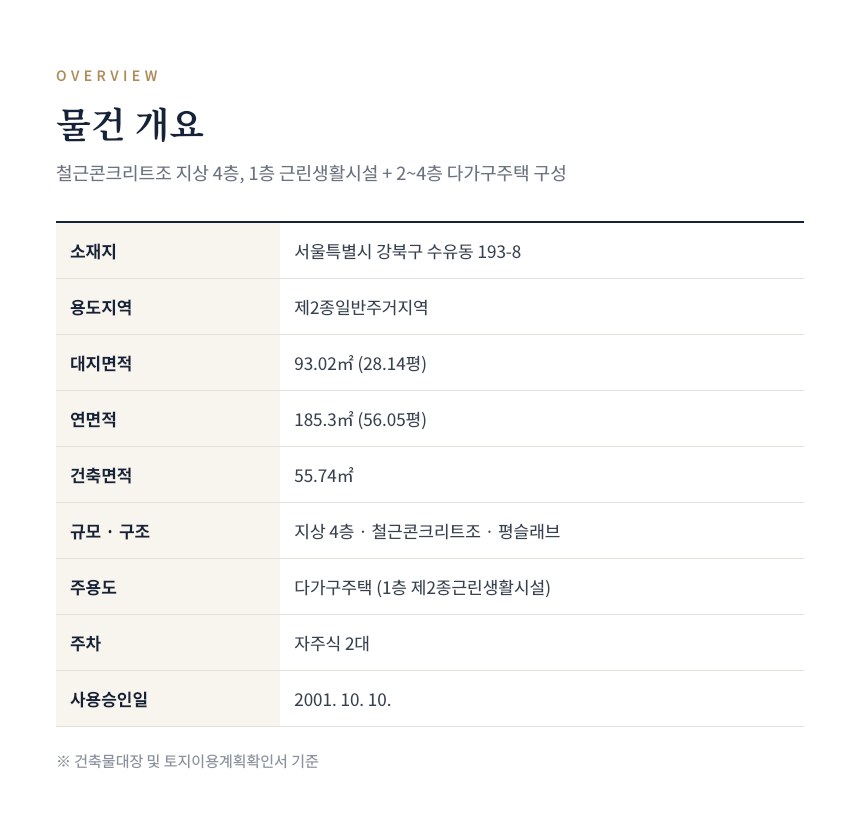 OVERVIEW
물건 개요
철근콘크리트조 지상 4층, 1층 근린생활시설 + 2~4층 다가구주택 구성
소재지 서울특별시 강북구 수유동 193-8
용도지역 제2종일반주거지역
대지면적 93.02㎡ (28.14평)
연면적 185.3㎡ (56.05평)
건축면적 55.74㎡
규모 · 구조 지상 4층 · 철근콘크리트조 · 평슬래브
주용도 다가구주택 (1층 제2종근린생활시설)
주차 자주식 2대
사용승인일 2001. 10. 10.
※ 건축물대장 및 토지이용계획확인서 기준